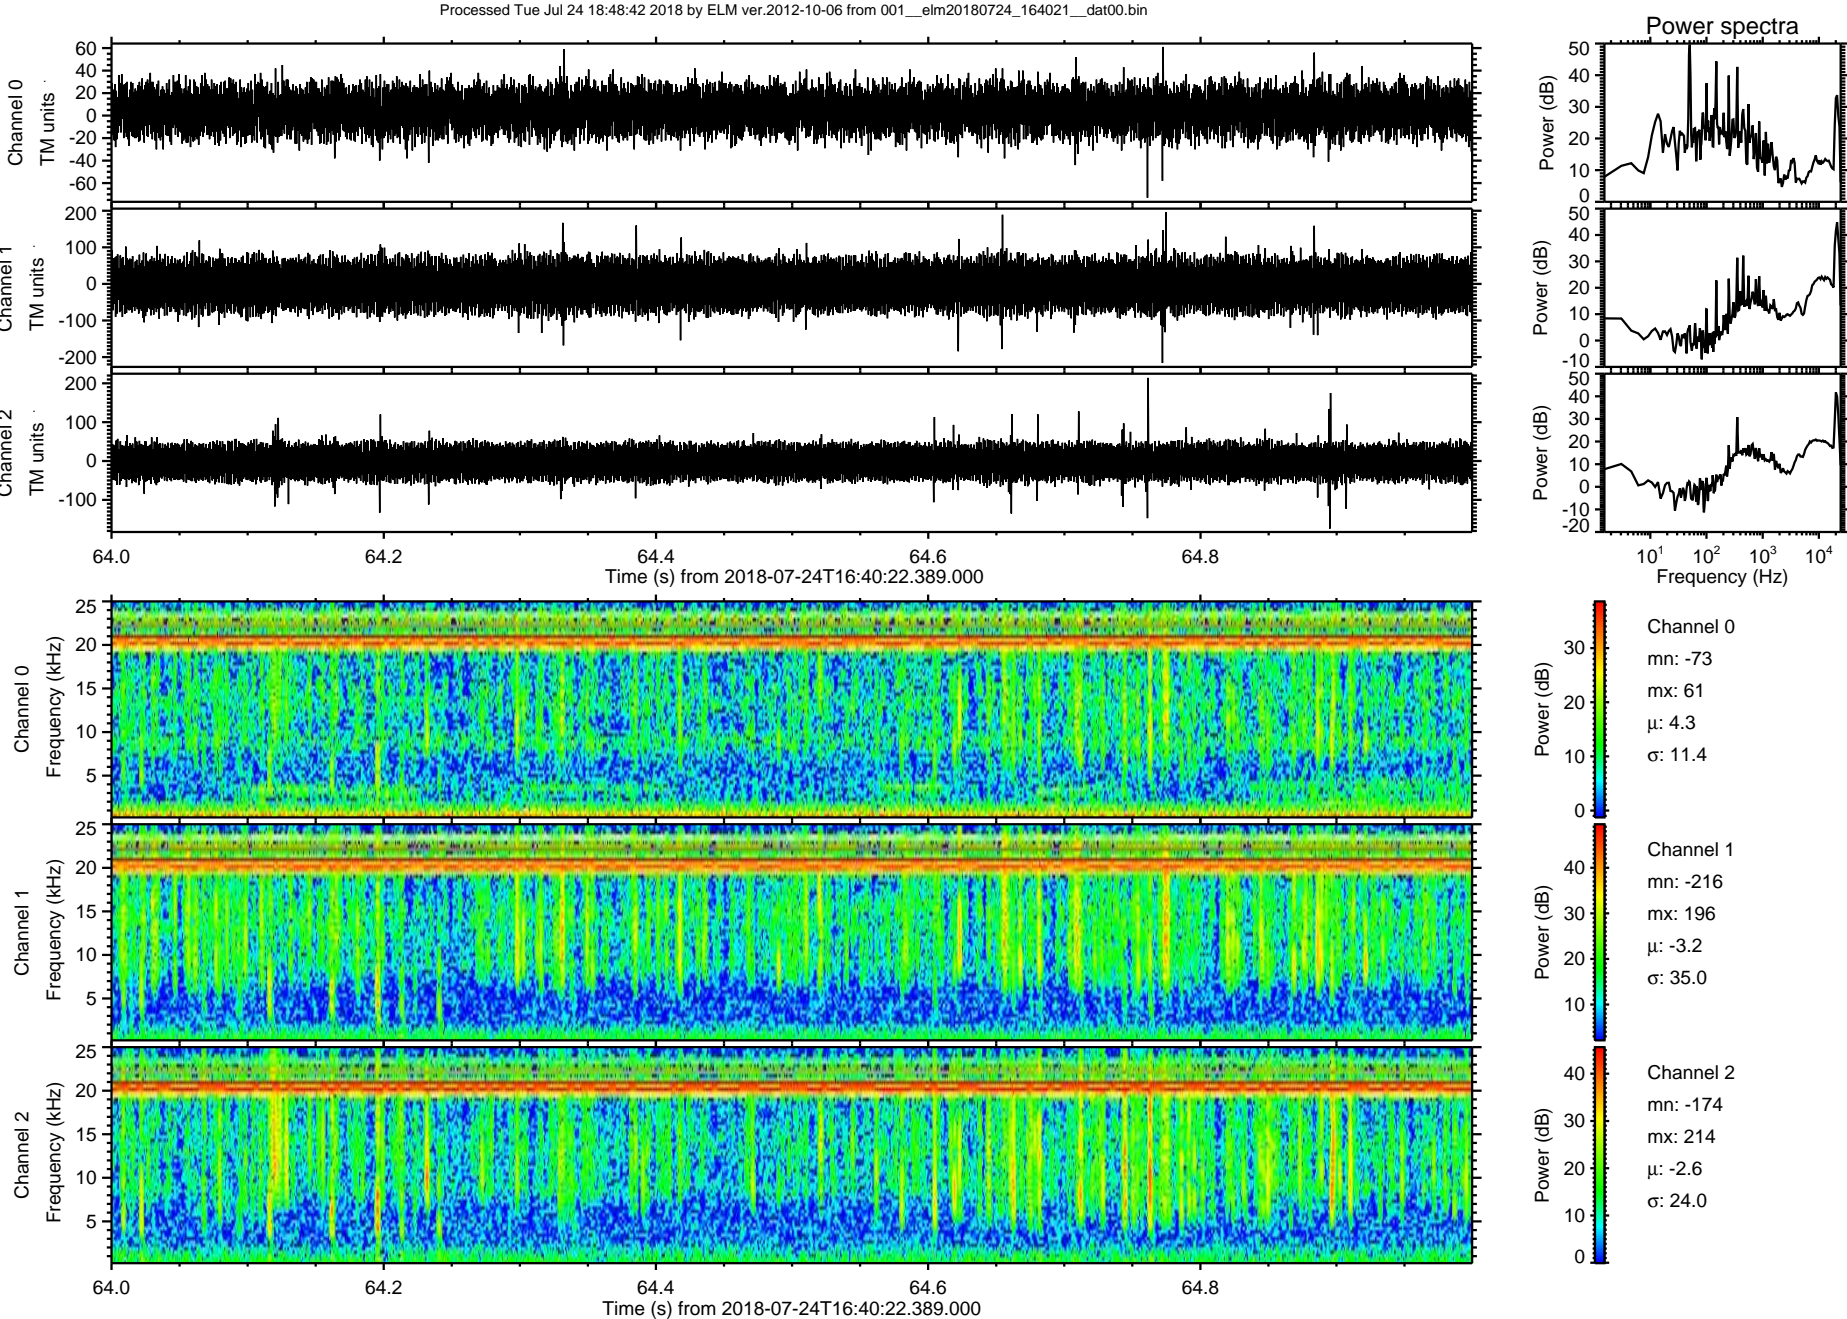 Processed Tue Jul 24 18:48:42 2018 by ELM ver.2012-10-06 from 001__elm20180724_164021__dat00.bin
Power spectra
Channel 0
TM units
60
40
20
0
-20
-40
-60
Power (dB)
50
40
30
20
10
0
Channel 1
TM units
200
100
0
-100
-200
Power (dB)
50
40
30
20
10
0
-10
Channel 2
TM units
200
100
0
-100
Power (dB)
50
40
30
20
10
0
-10
-20
64.0 64.2 64.4 64.6 64.8
Time (s) from 2018-07-24T16:40:22.389.000
10^1 10^2 10^3 10^4
Frequency (Hz)
Channel 0
Frequency (kHz)
25
20
15
10
5
Power (dB)
30
20
10
0
Channel 0
mn: -73
mx: 61
μ: 4.3
σ: 11.4
Channel 1
Frequency (kHz)
25
20
15
10
5
Power (dB)
40
30
20
10
Channel 1
mn: -216
mx: 196
μ: -3.2
σ: 35.0
Channel 2
Frequency (kHz)
25
20
15
10
5
Power (dB)
40
30
20
10
0
Channel 2
mn: -174
mx: 214
μ: -2.6
σ: 24.0
64.0 64.2 64.4 64.6 64.8
Time (s) from 2018-07-24T16:40:22.389.000